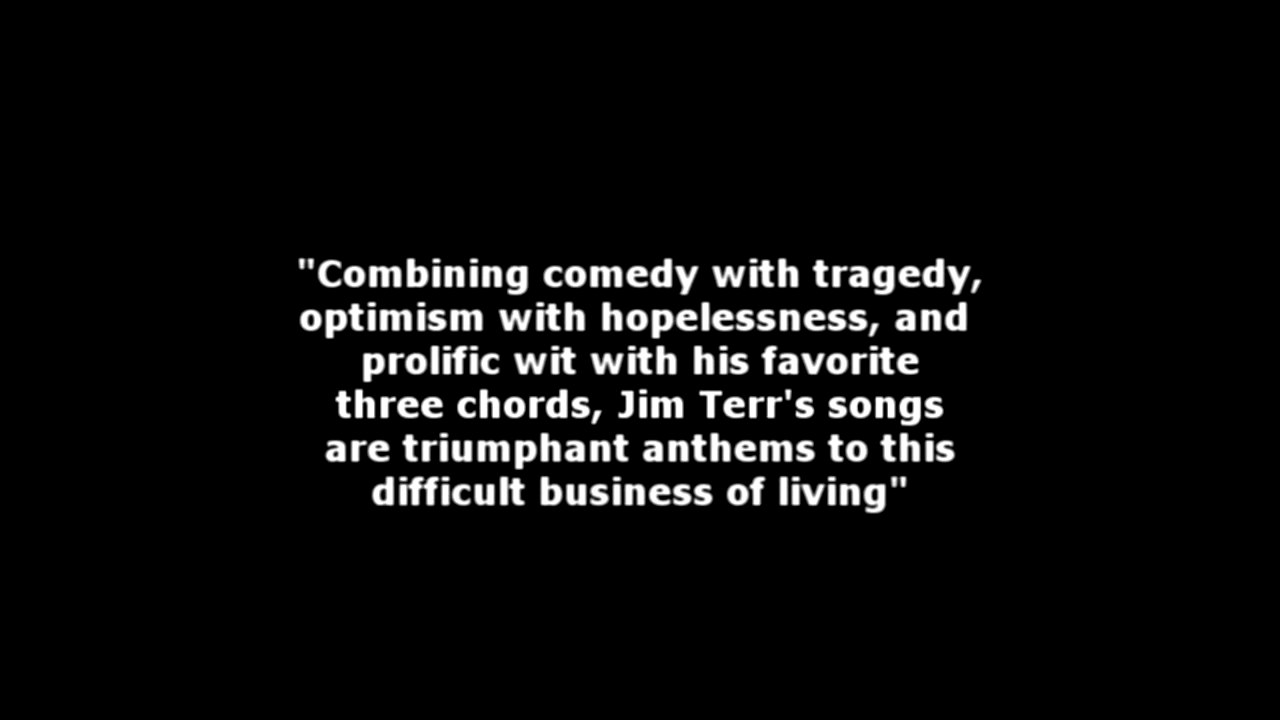 "Combining comedy with tragedy,
optimism with hopelessness, and
prolific wit with his favorite
three chords, Jim Terr's songs
are triumphant anthems to this
difficult business of living"